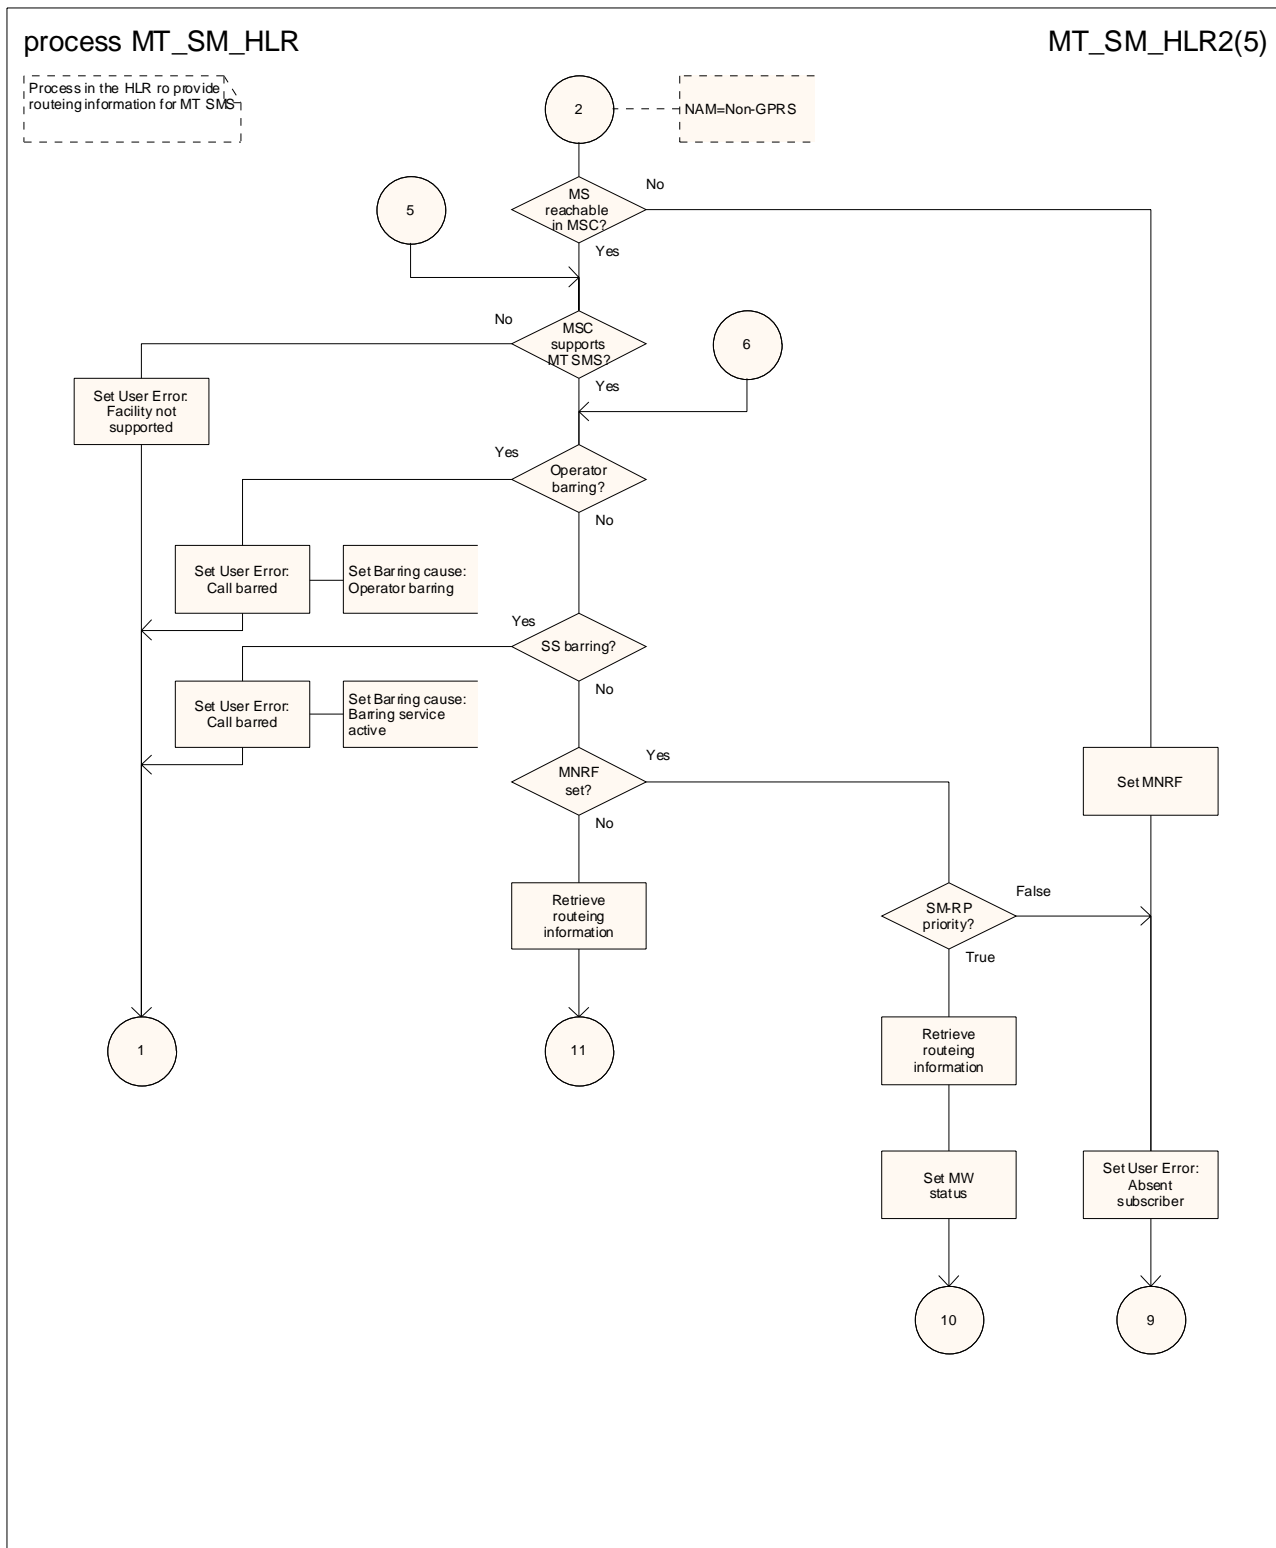 process MT_SM_HLR
MT_SM_HLR2(5)
Process in the HLR ro provide
routeing information for MT SMS
2
NAM=Non-GPRS
No
MS
reachable
in MSC?
5
Yes
No
MSC
supports
MT SMS?
6
Yes
Set User Error:
Facility not
supported
Yes
Operator
barring?
No
Set User Error:
Call barred
Set Barring cause:
Operator barring
Yes
SS barring?
No
Set User Error:
Call barred
Set Barring cause:
Barring service
active
Yes
MNRF
set?
No
Set MNRF
Retrieve
routeing
information
False
SM-RP
priority?
True
1
11
Retrieve
routeing
information
Set MW
status
Set User Error:
Absent
subscriber
10
9